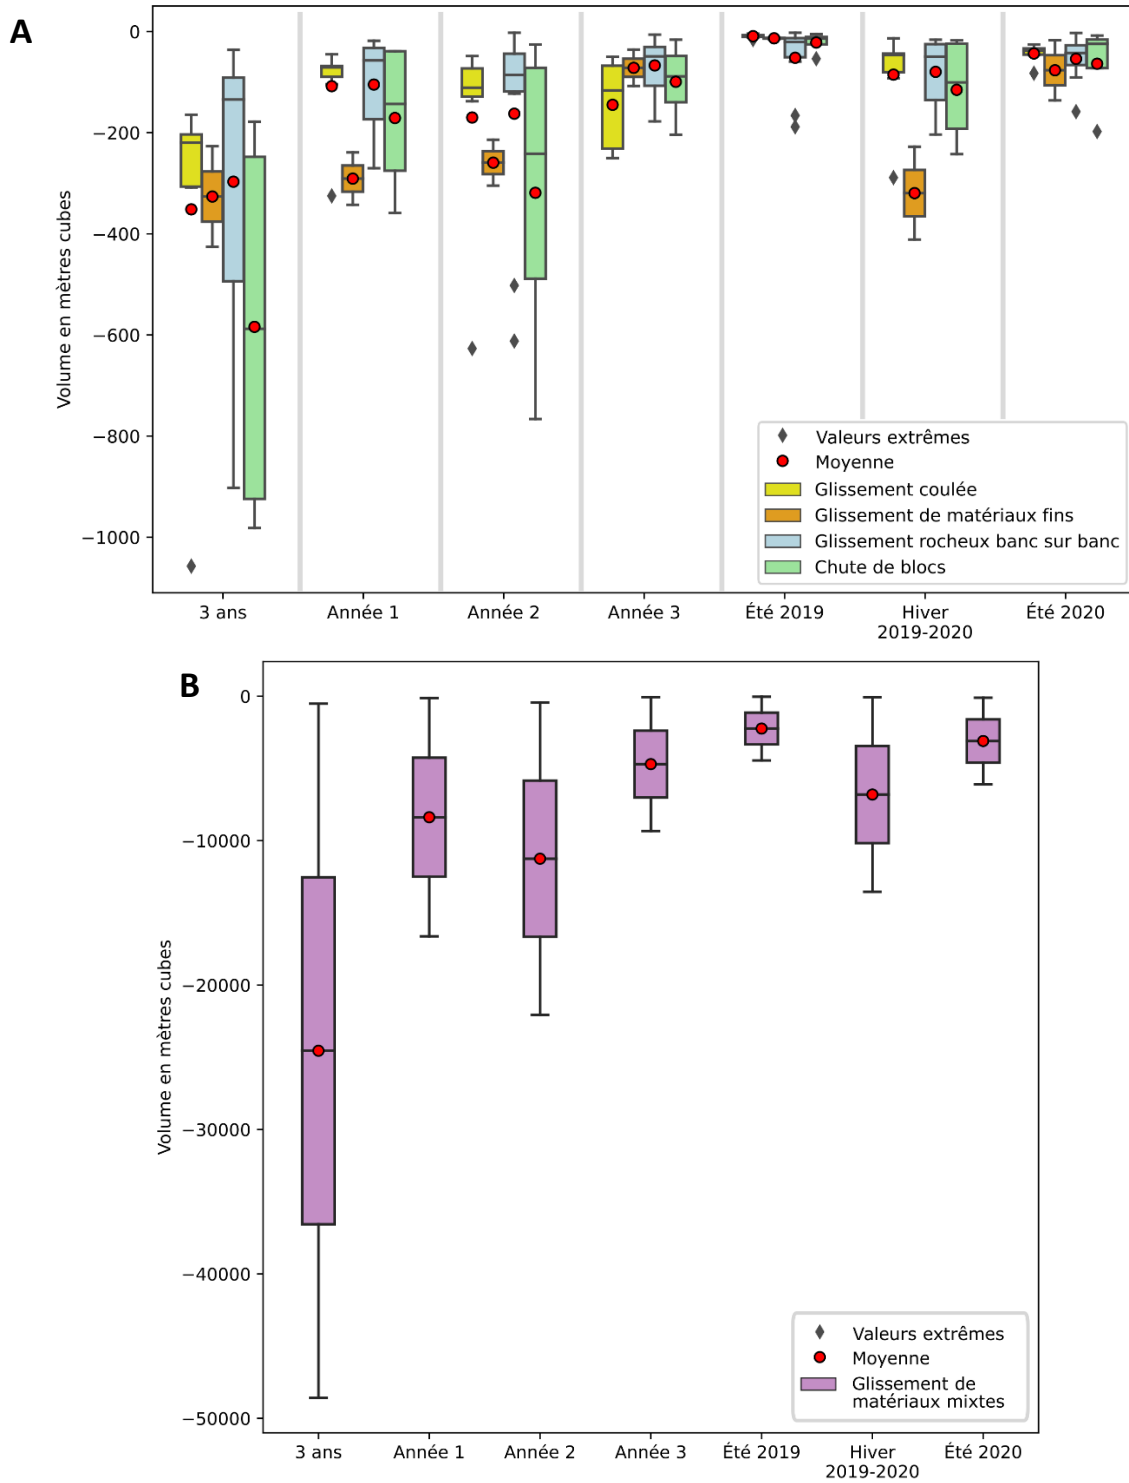 A
0
−200
−400
−600
−800
−1000
Volume en mètres cubes
Valeurs extrêmes
Moyenne
Glissement coulée
Glissement de matériaux fins
Glissement rocheux banc sur banc
Chute de blocs
3 ans
Année 1
Année 2
Année 3
Été 2019
Hiver
2019-2020
Été 2020
B
0
−10000
−20000
−30000
−40000
−50000
Volume en mètres cubes
Valeurs extrêmes
Moyenne
Glissement de
matériaux mixtes
3 ans
Année 1
Année 2
Année 3
Été 2019
Hiver
2019-2020
Été 2020